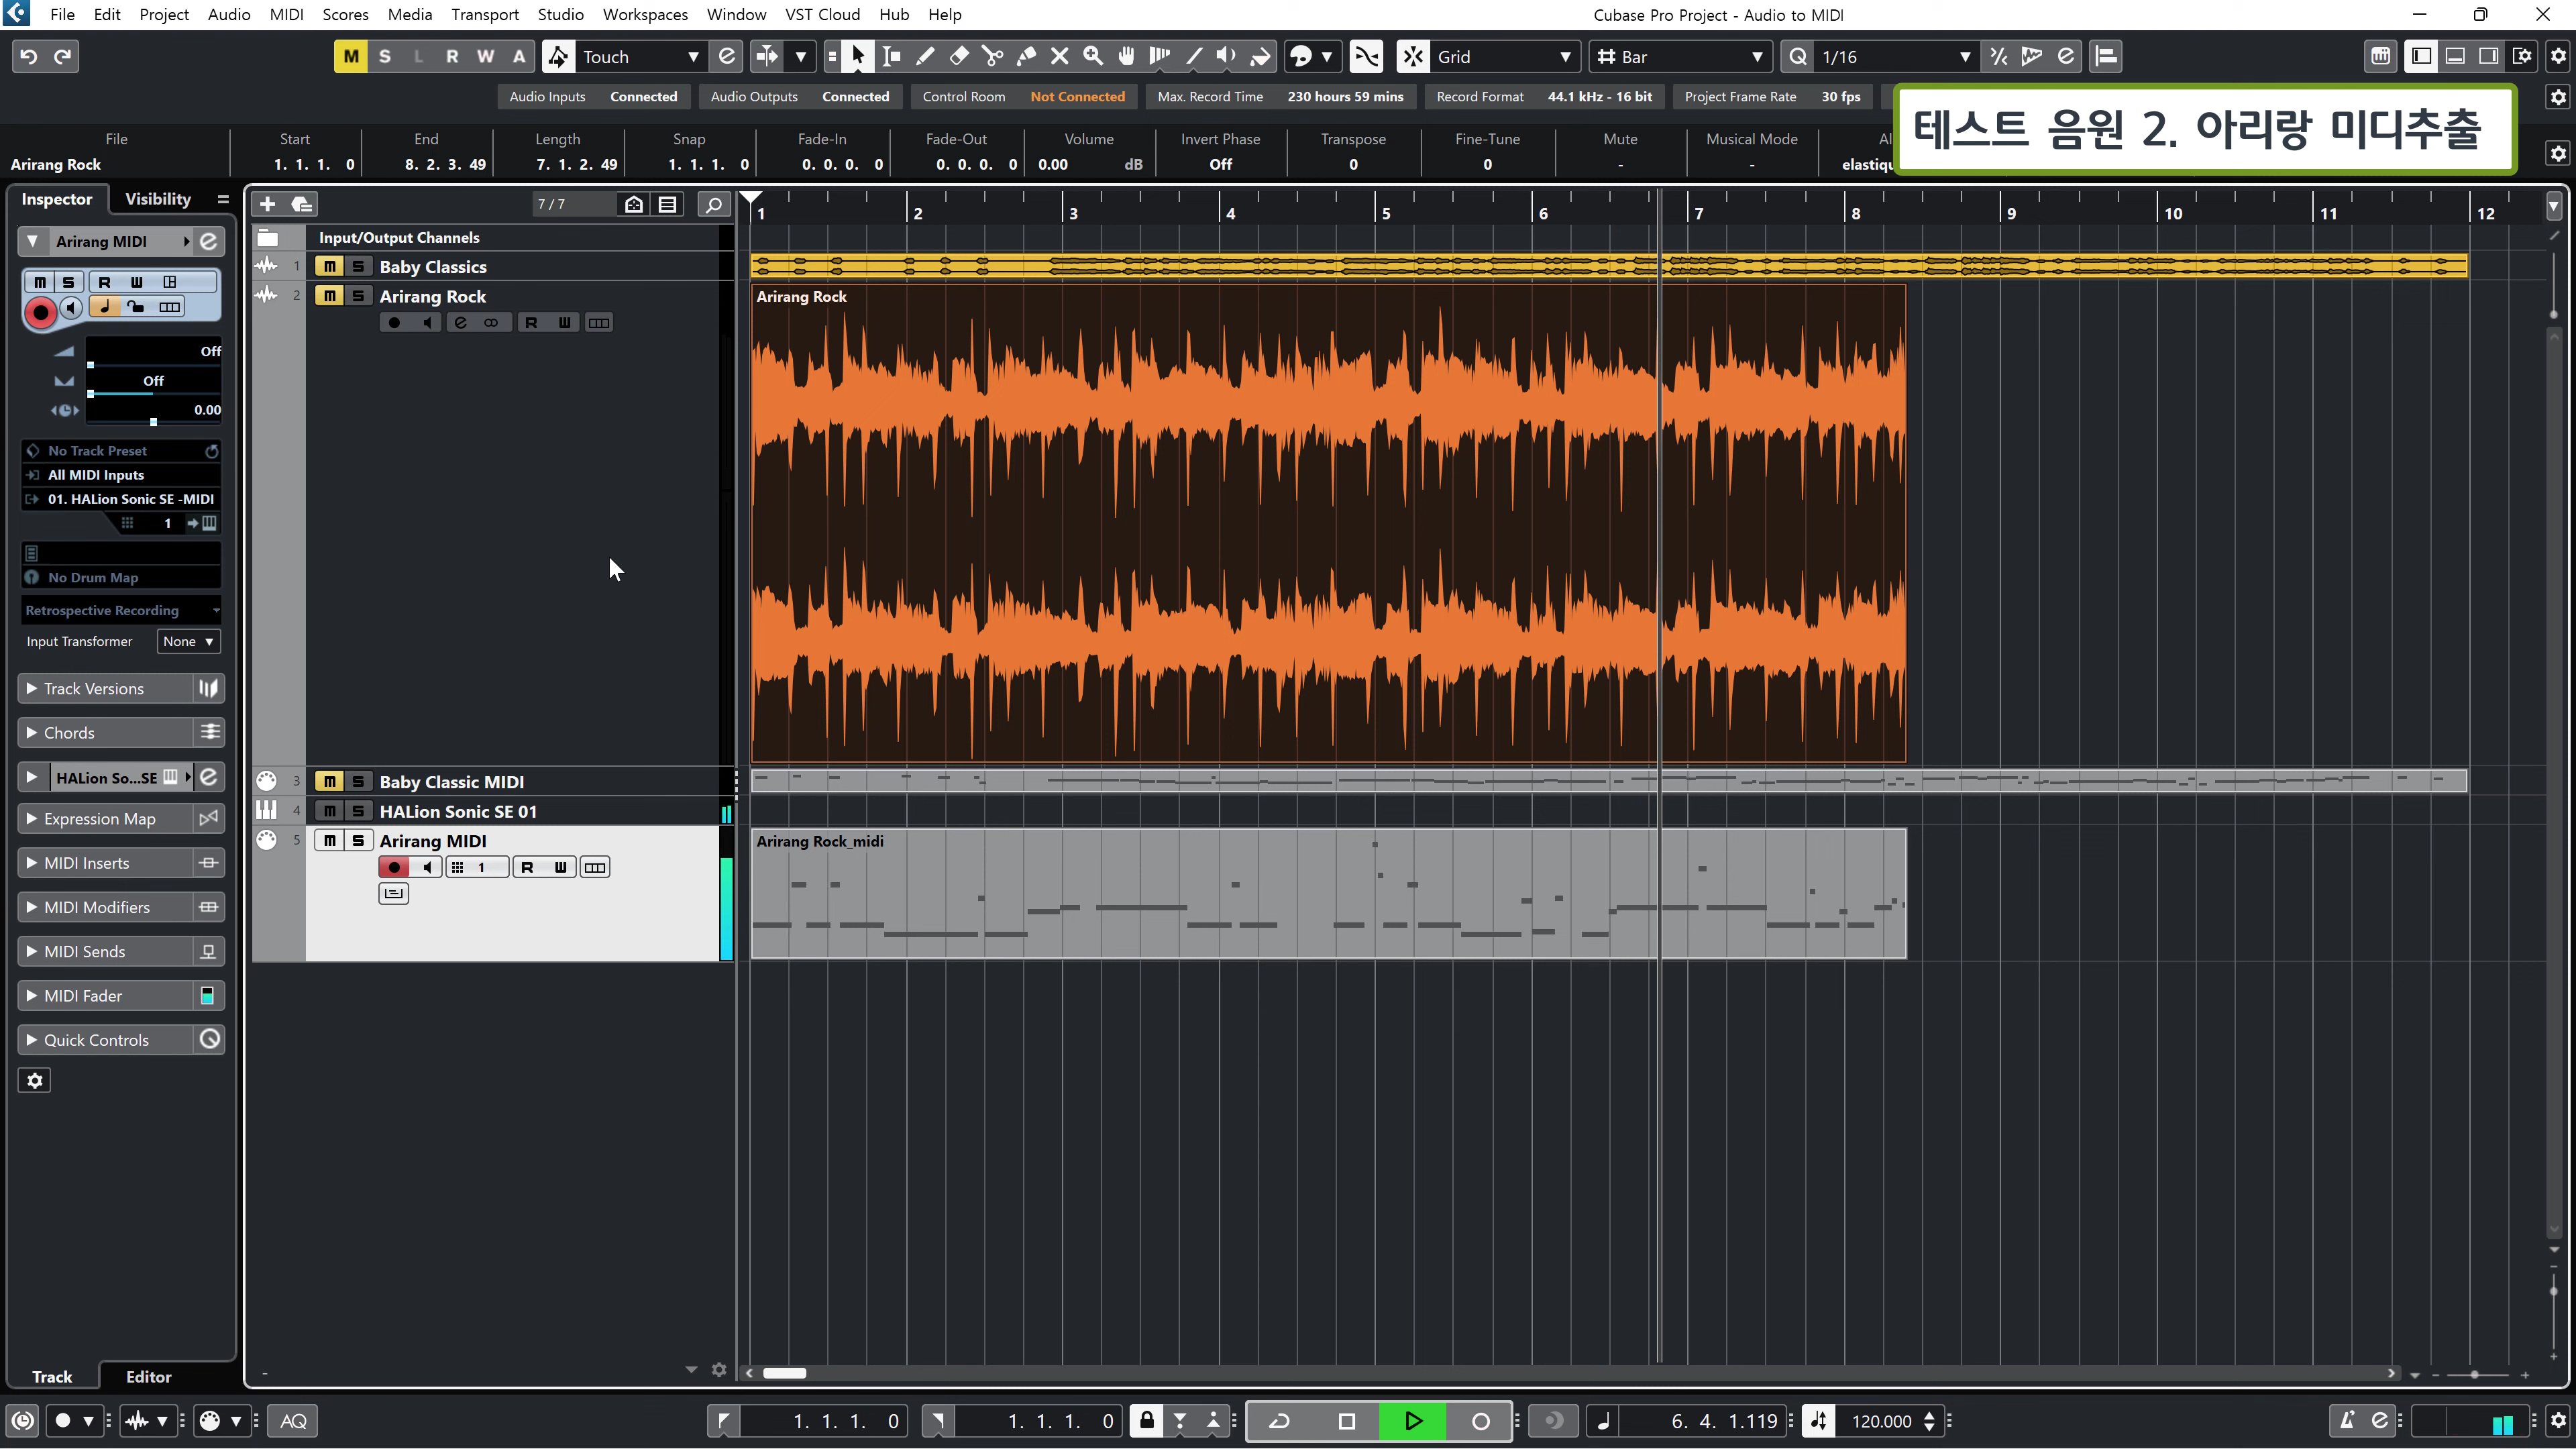 File Edit Project Audio MIDI Scores Media Transport Studio Workspaces Window VST Cloud Hub Help
Cubase Pro Project - Audio to MIDI
M S L R W A Touch Grid Bar Q 1/16
Audio Inputs Connected Audio Outputs Connected Control Room Not Connected Max. Record Time 230 hours 59 mins Record Format 44.1 kHz - 16 bit Project Frame Rate 30 fps
테스트 음원 2. 아리랑 미디추출
File Start End Length Snap Fade-In Fade-Out Volume Invert Phase Transpose Fine-Tune Mute Musical Mode
Arirang Rock 1. 1. 1. 0 8. 2. 3. 49 7. 1. 2. 49 1. 1. 1. 0 0. 0. 0. 0 0. 0. 0. 0 0.00 dB Off 0 0 - -
Inspector Visibility
7 / 7
1 2 3 4 5 6 7 8 9 10 11 12
Arirang MIDI
M S R W
Off
Off
0.00
No Track Preset
All MIDI Inputs
01. HALion Sonic SE -MIDI
1
No Drum Map
Retrospective Recording
Input Transformer None
Track Versions
Chords
HALion So...SE
Expression Map
MIDI Inserts
MIDI Modifiers
MIDI Sends
MIDI Fader
Quick Controls
Track Editor
Input/Output Channels
1 M S Baby Classics
2 M S Arirang Rock
R W
Arirang Rock
3 M S Baby Classic MIDI
4 M S HALion Sonic SE 01
5 M S Arirang MIDI
1 R W
Arirang Rock_midi
AQ 1. 1. 1. 0 1. 1. 1. 0 6. 4. 1.119 120.000